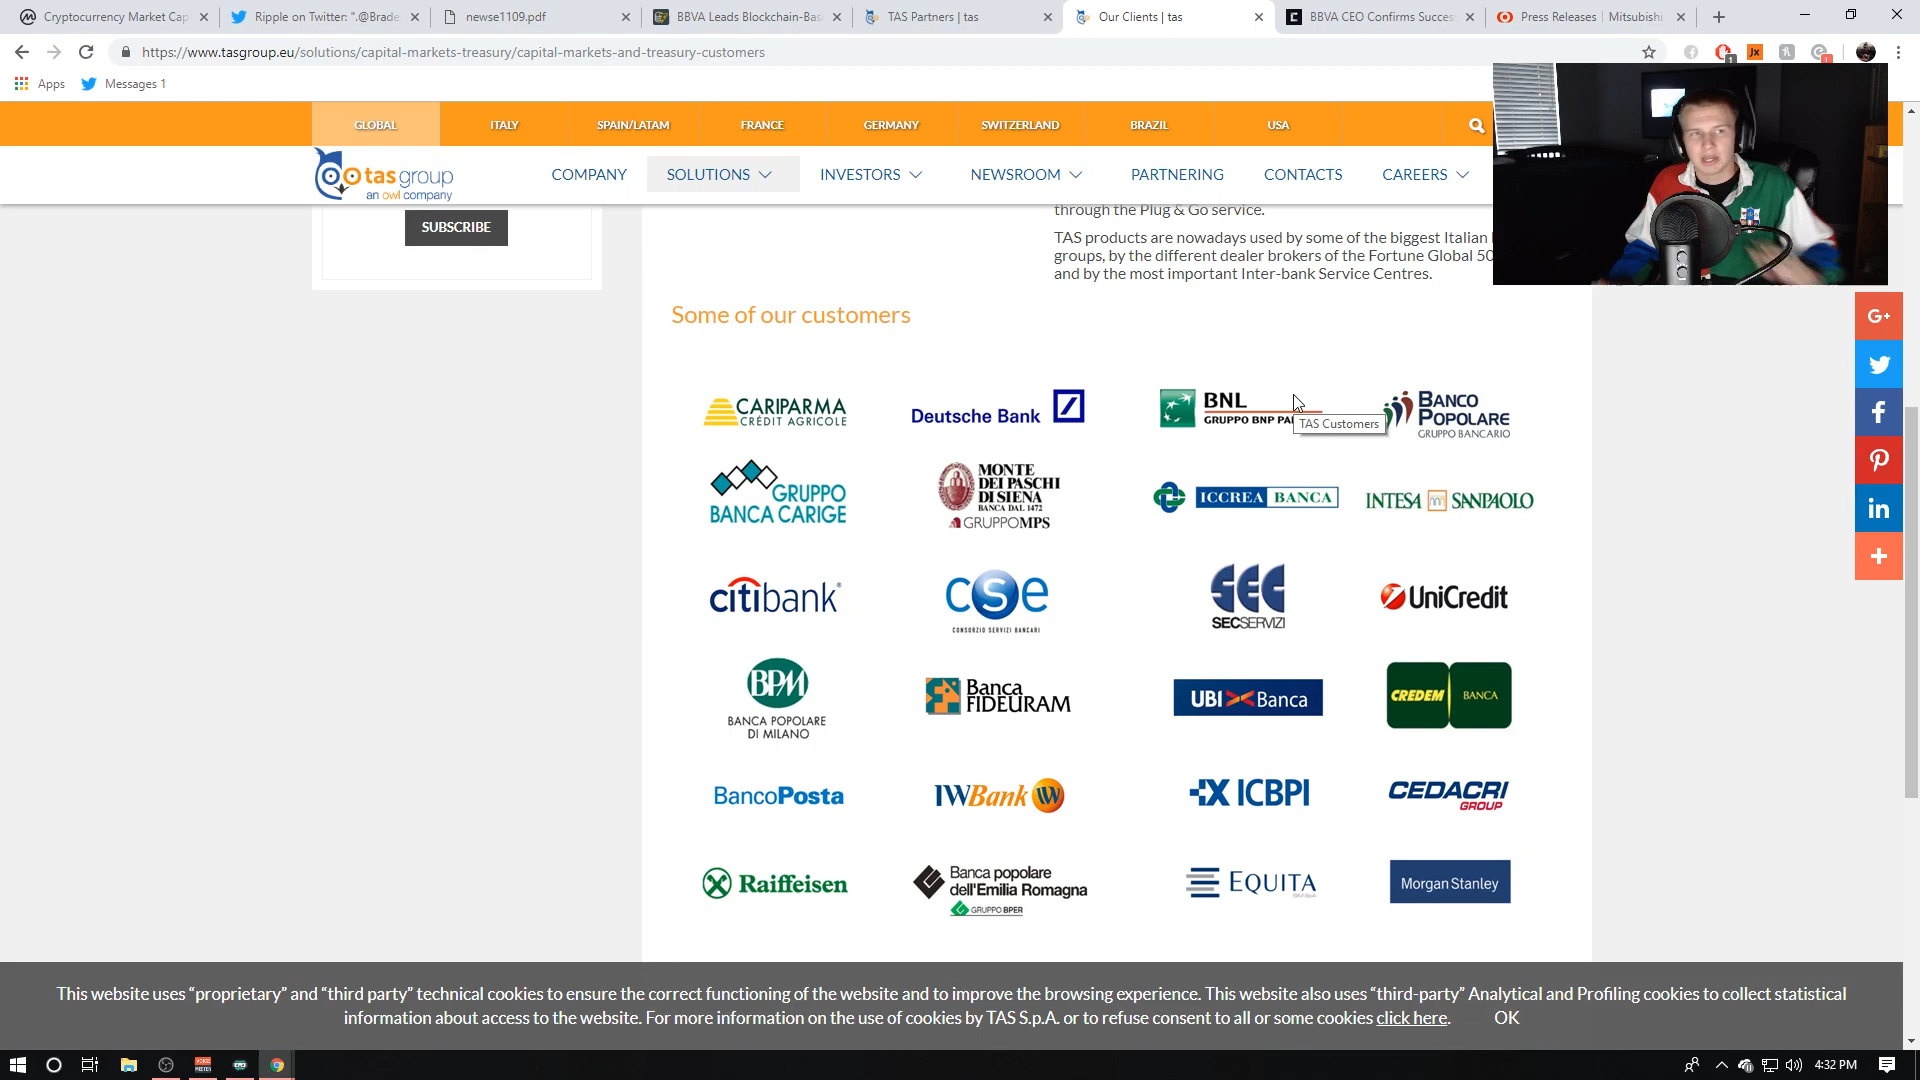 Cryptocurrency Market Cap
Ripple on Twitter: ".@Brade
newse1109.pdf
BBVA Leads Blockchain-Bas
TAS Partners | tas
Our Clients | tas
BBVA CEO Confirms Success
Press Releases | Mitsubishi
https://www.tasgroup.eu/solutions/capital-markets-treasury/capital-markets-and-treasury-customers
Apps
Messages 1
GLOBAL
ITALY
SPAIN/LATAM
FRANCE
GERMANY
SWITZERLAND
BRAZIL
USA
tasgroup
an owl company
COMPANY
SOLUTIONS
INVESTORS
NEWSROOM
PARTNERING
CONTACTS
CAREERS
SUBSCRIBE
through the Plug & Go service.
TAS products are nowadays used by some of the biggest Italian
groups, by the different dealer brokers of the Fortune Global 50
and by the most important Inter-bank Service Centres.
Some of our customers
CARIPARMA
CRÉDIT AGRICOLE
Deutsche Bank
BNL
GRUPPO BNP PA
TAS Customers
BANCO
POPOLARE
GRUPPO BANCARIO
GRUPPO
BANCA CARIGE
MONTE
DEI PASCHI
DI SIENA
BANCA DAL 1472
GRUPPOMPS
ICCREA BANCA
INTESA SANPAOLO
citibank
cse
CONSORZIO SERVIZI BANCARI
SEC
SECSERVIZI
UniCredit
BPM
BANCA POPOLARE
DI MILANO
Banca
FIDEURAM
UBI Banca
CREDEM BANCA
BancoPosta
IWBank W
ICBPI
CEDACRI
GROUP
Raiffeisen
Banca popolare
dell'Emilia Romagna
GRUPPO BPER
EQUITA
Morgan Stanley
G+
This website uses “proprietary” and “third party” technical cookies to ensure the correct functioning of the website and to improve the browsing experience. This website also uses “third-party” Analytical and Profiling cookies to collect statistical
information about access to the website. For more information on the use of cookies by TAS S.p.A. or to refuse consent to all or some cookies click here.
OK
4:32 PM